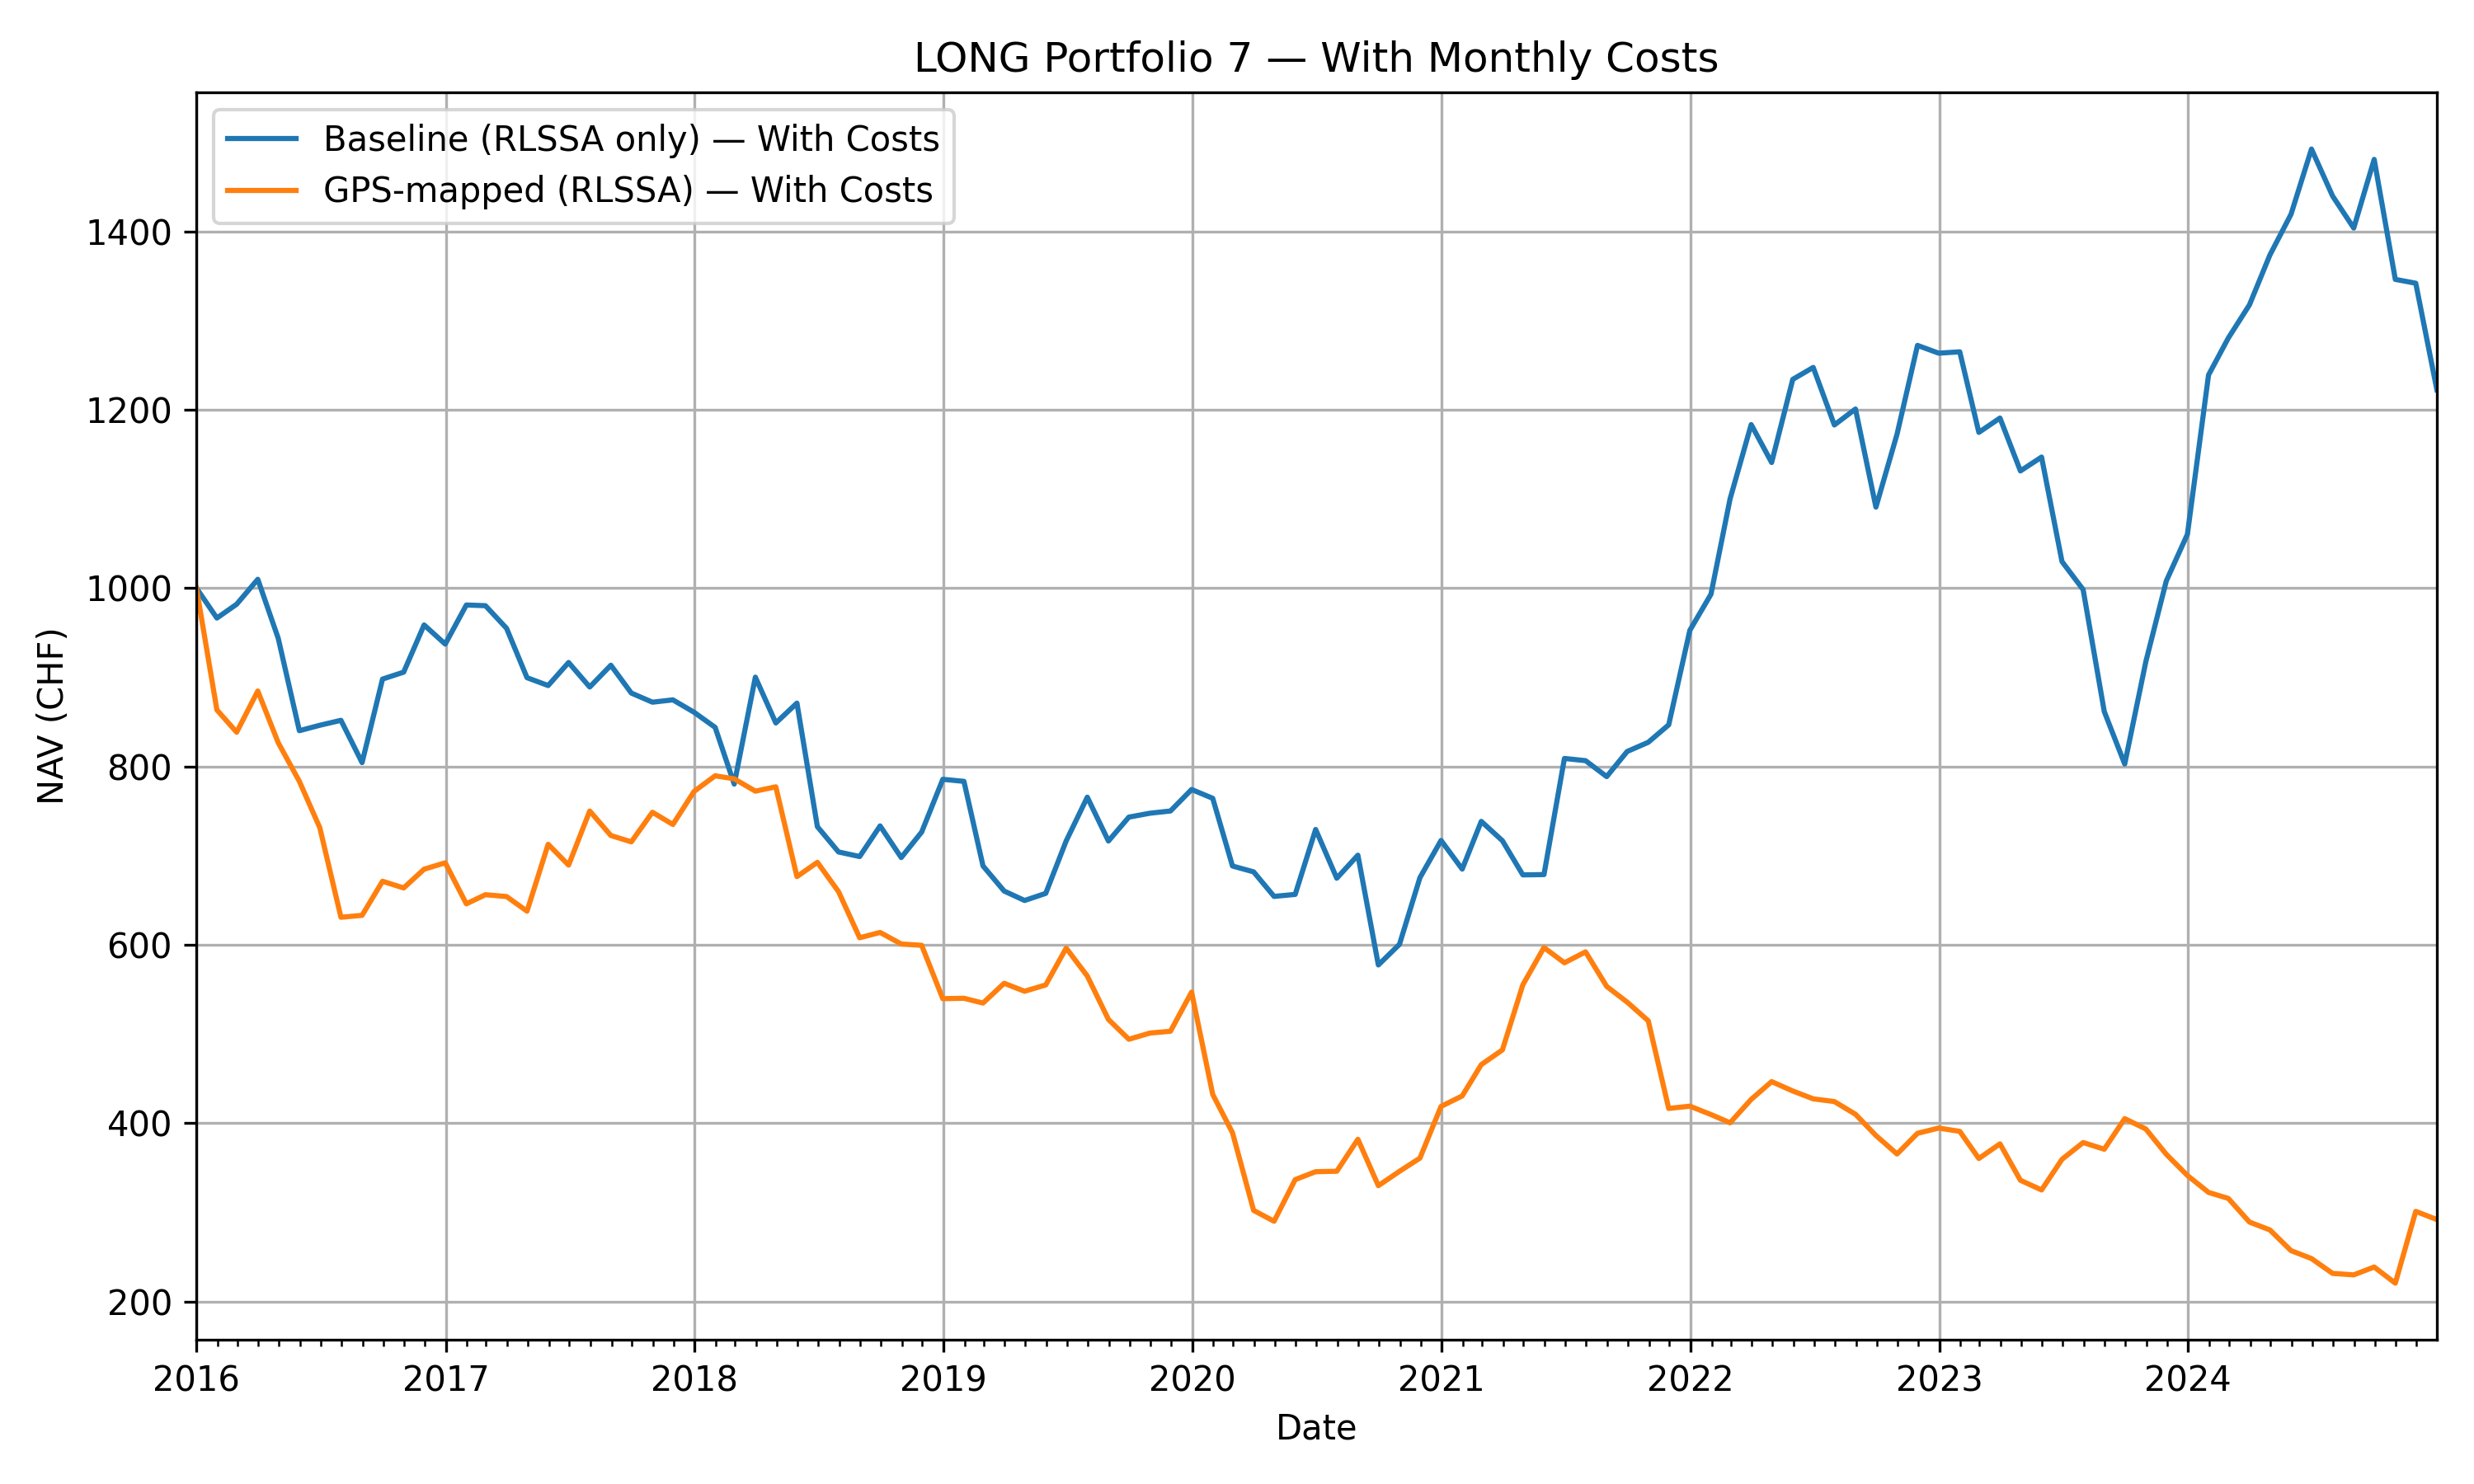 LONG Portfolio 7 — With Monthly Costs
Baseline (RLSSA only) — With Costs
GPS-mapped (RLSSA) — With Costs
1400
1200
1000
800
600
400
200
NAV (CHF)
2016 2017 2018 2019 2020 2021 2022 2023 2024
Date